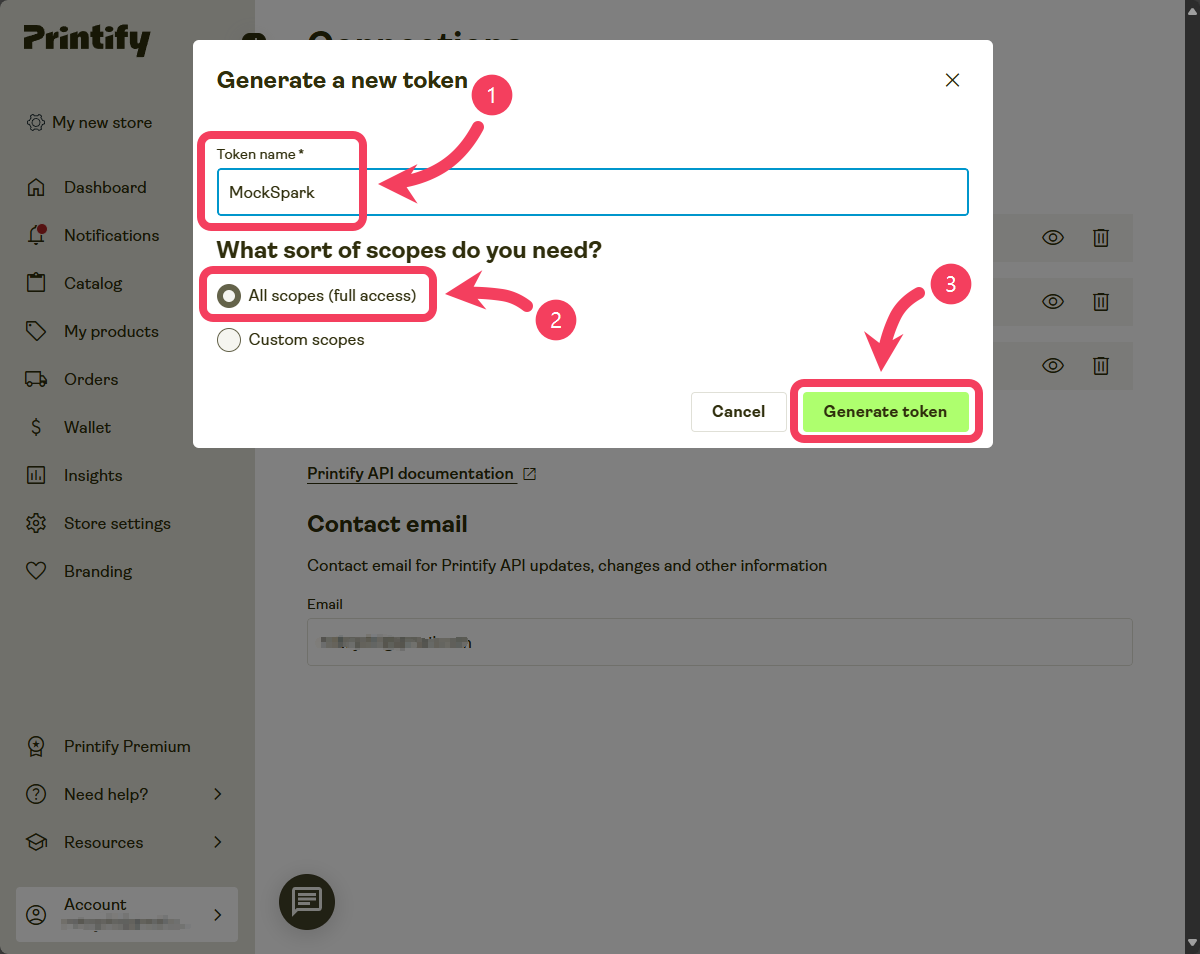 Printify
My new store
Dashboard
Notifications
Catalog
My products
Orders
Wallet
Insights
Store settings
Branding
Printify Premium
Need help?
Resources
Account
Generate a new token
1
Token name *
MockSpark
What sort of scopes do you need?
All scopes (full access)
2
Custom scopes
3
Cancel
Generate token
Printify API documentation
Contact email
Contact email for Printify API updates, changes and other information
Email